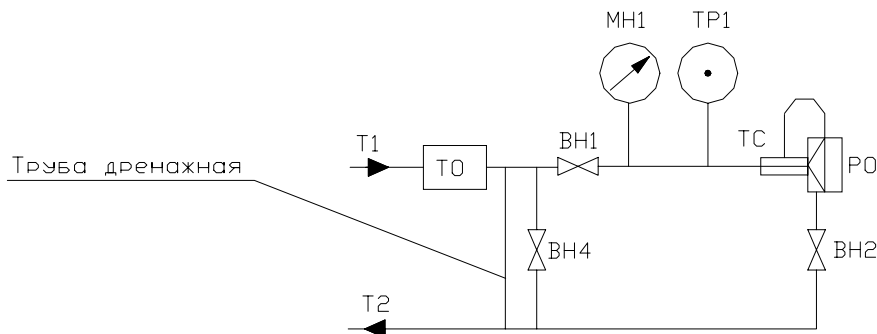 МН1
ТР1
Т1
ВН1
ТС
Труба дренажная
ТО
РО
ВН4
ВН2
Т2